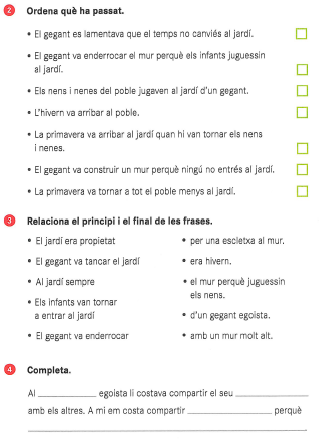 2 Ordena què ha passat.
• El gegant es lamentava que el temps no canviés al jardí.
• El gegant va enderrocar el mur perquè els infants juguessin
al jardí.
• Els nens i nenes del poble jugaven al jardí d'un gegant.
• L'hivern va arribar al poble.
• La primavera va arribar al jardí quan hi van tornar els nens
i nenes.
• El gegant va construir un mur perquè ningú no entrés al jardí.
• La primavera va tornar a tot el poble menys al jardí.
3 Relaciona el principi i el final de les frases.
• El jardí era propietat • per una escletxa al mur.
• El gegant va tancar el jardí • era hivern.
• Al jardí sempre • el mur perquè juguessin
els nens.
• Els infants van tornar
a entrar al jardí • d'un gegant egoista.
• El gegant va enderrocar • amb un mur molt alt.
4 Completa.
Al ____________ egoista li costava compartir el seu ____________
amb els altres. A mi em costa compartir ____________ perquè
____________.